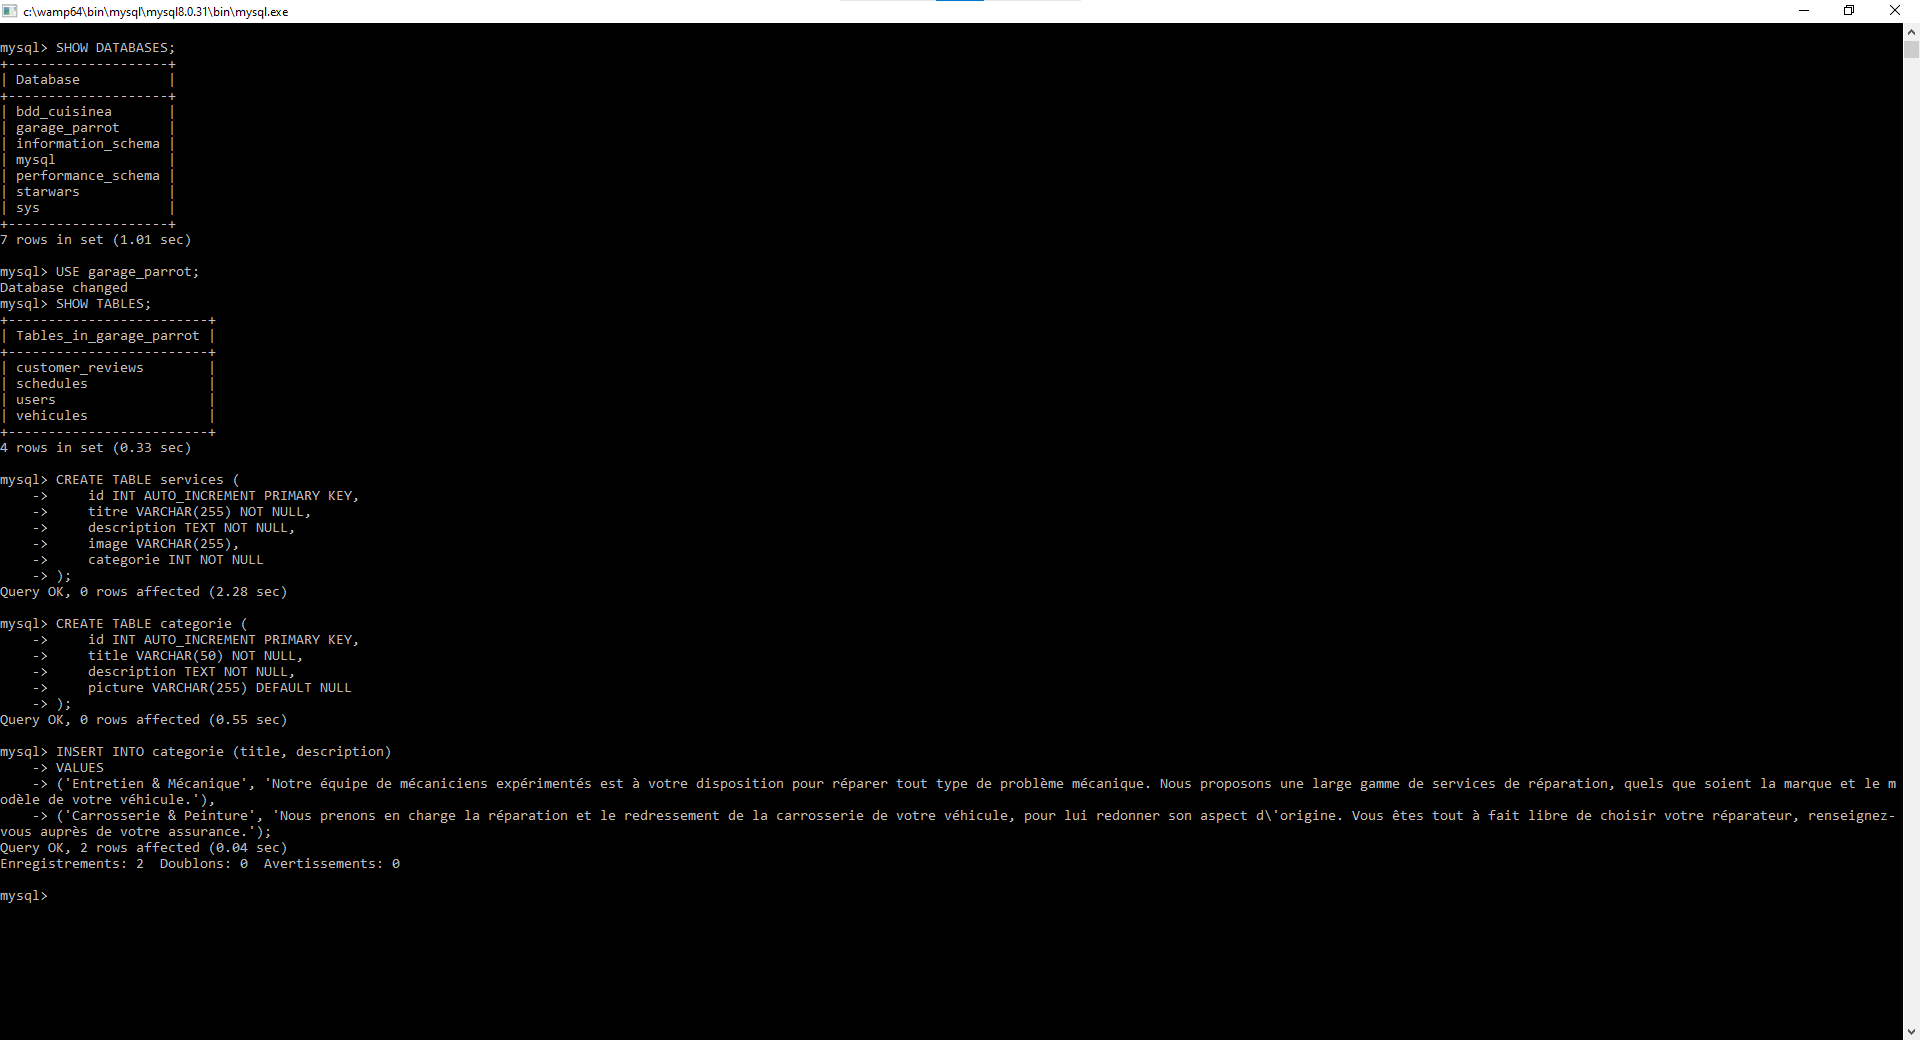 c:\wamp64\bin\mysql\mysql8.0.31\bin\mysql.exe
mysql> SHOW DATABASES;
+--------------------+
| Database           |
+--------------------+
| bdd_cuisinea       |
| garage_parrot      |
| information_schema |
| mysql              |
| performance_schema |
| starwars           |
| sys                |
+--------------------+
7 rows in set (1.01 sec)
mysql> USE garage_parrot;
Database changed
mysql> SHOW TABLES;
+-------------------------+
| Tables_in_garage_parrot |
+-------------------------+
| customer_reviews        |
| schedules               |
| users                   |
| vehicules               |
+-------------------------+
4 rows in set (0.33 sec)
mysql> CREATE TABLE services (
    ->     id INT AUTO_INCREMENT PRIMARY KEY,
    ->     titre VARCHAR(255) NOT NULL,
    ->     description TEXT NOT NULL,
    ->     image VARCHAR(255),
    ->     categorie INT NOT NULL
    -> );
Query OK, 0 rows affected (2.28 sec)
mysql> CREATE TABLE categorie (
    ->     id INT AUTO_INCREMENT PRIMARY KEY,
    ->     title VARCHAR(50) NOT NULL,
    ->     description TEXT NOT NULL,
    ->     picture VARCHAR(255) DEFAULT NULL
    -> );
Query OK, 0 rows affected (0.55 sec)
mysql> INSERT INTO categorie (title, description)
    -> VALUES
    -> ('Entretien & Mécanique', 'Notre équipe de mécaniciens expérimentés est à votre disposition pour réparer tout type de problème mécanique. Nous proposons une large gamme de services de réparation, quels que soient la marque et le m
odèle de votre véhicule.'),
    -> ('Carrosserie & Peinture', 'Nous prenons en charge la réparation et le redressement de la carrosserie de votre véhicule, pour lui redonner son aspect d\'origine. Vous êtes tout à fait libre de choisir votre réparateur, renseignez-
vous auprès de votre assurance.');
Query OK, 2 rows affected (0.04 sec)
Enregistrements: 2  Doublons: 0  Avertissements: 0
mysql>